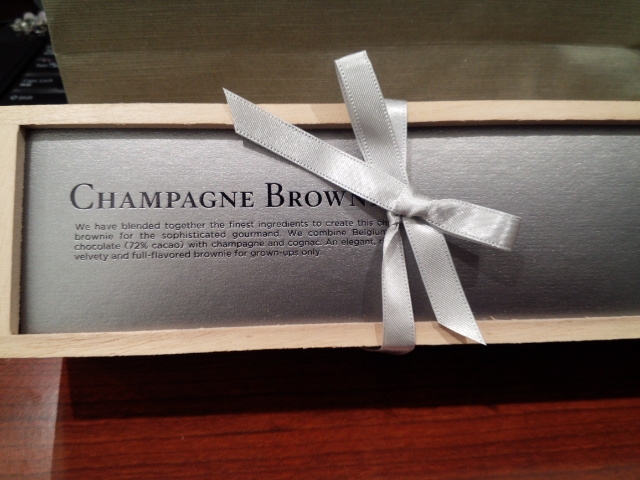 CHAMPAGNE BROWN
We have blended together the finest ingredients to create this
brownie for the sophisticated gourmand. We combine Belgium
chocolate (72% cacao) with champagne and cognac. An elegant,
velvety and full-flavored brownie for grown-ups only.